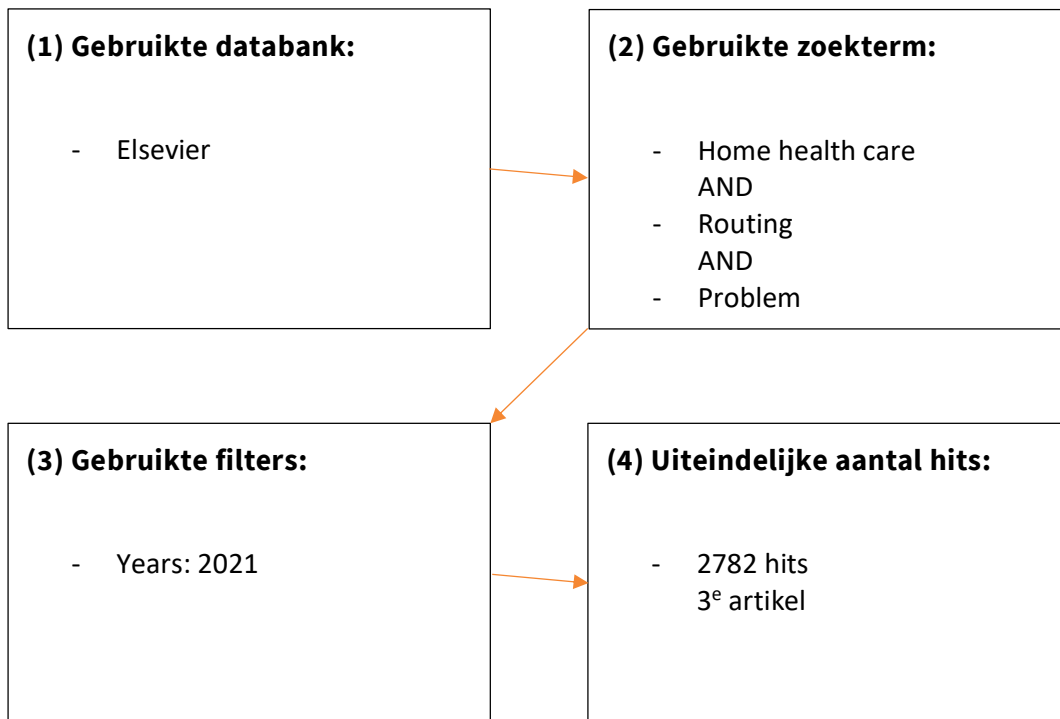 (1) Gebruikte databank:
- Elsevier
(2) Gebruikte zoekterm:
- Home health care
AND
- Routing
AND
- Problem
(3) Gebruikte filters:
- Years: 2021
(4) Uiteindelijke aantal hits:
- 2782 hits
3e artikel